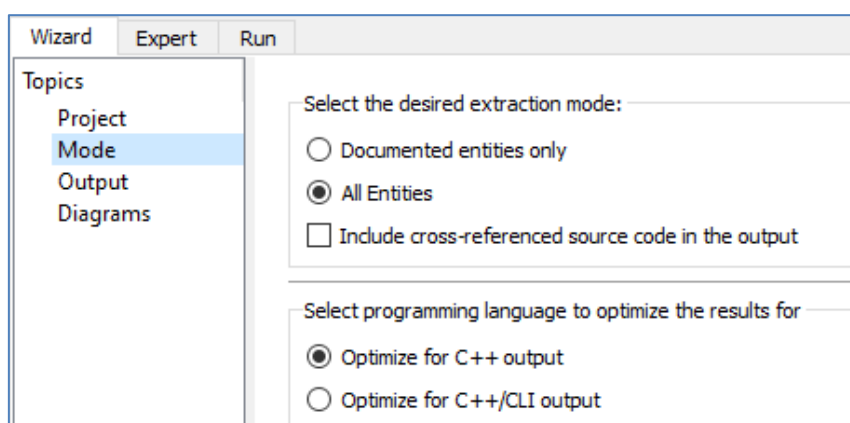 Wizard Expert Run
Topics
Project
Mode
Output
Diagrams
Select the desired extraction mode:
Documented entities only
All Entities
Include cross-referenced source code in the output
Select programming language to optimize the results for
Optimize for C++ output
Optimize for C++/CLI output